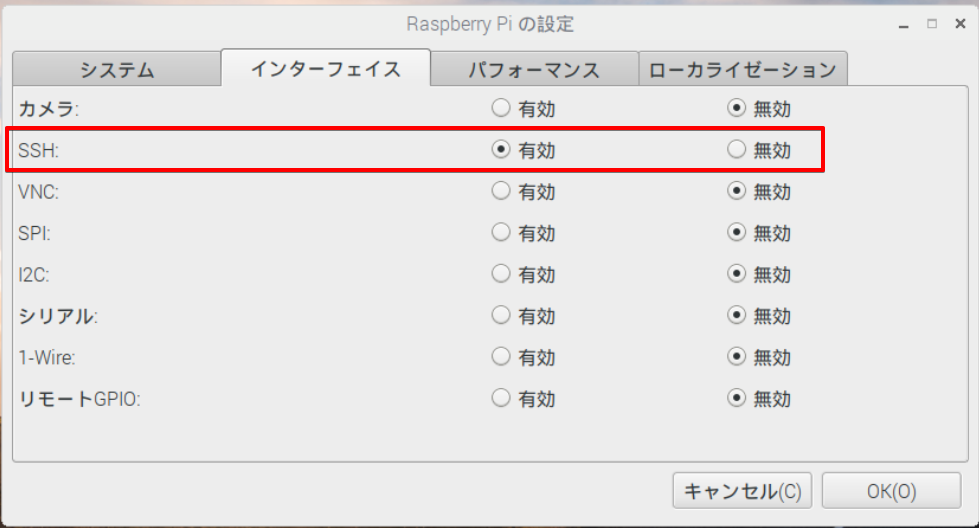 Raspberry Pi の設定
システム インターフェイス パフォーマンス ローカライゼーション
カメラ: 有効 無効
SSH: 有効 無効
VNC: 有効 無効
SPI: 有効 無効
I2C: 有効 無効
シリアル: 有効 無効
1-Wire: 有効 無効
リモートGPIO: 有効 無効
キャンセル(C) OK(O)